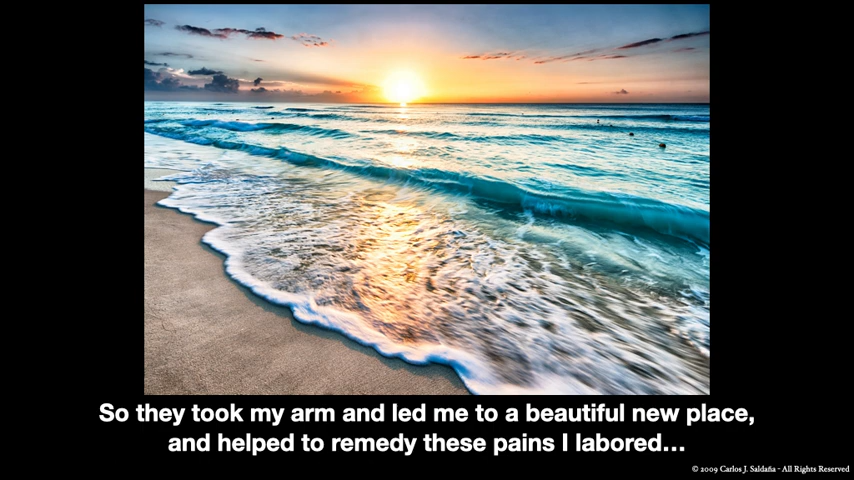 So they took my arm and led me to a beautiful new place,
and helped to remedy these pains I labored...
© 2009 Carlos J. Saldaña - All Rights Reserved